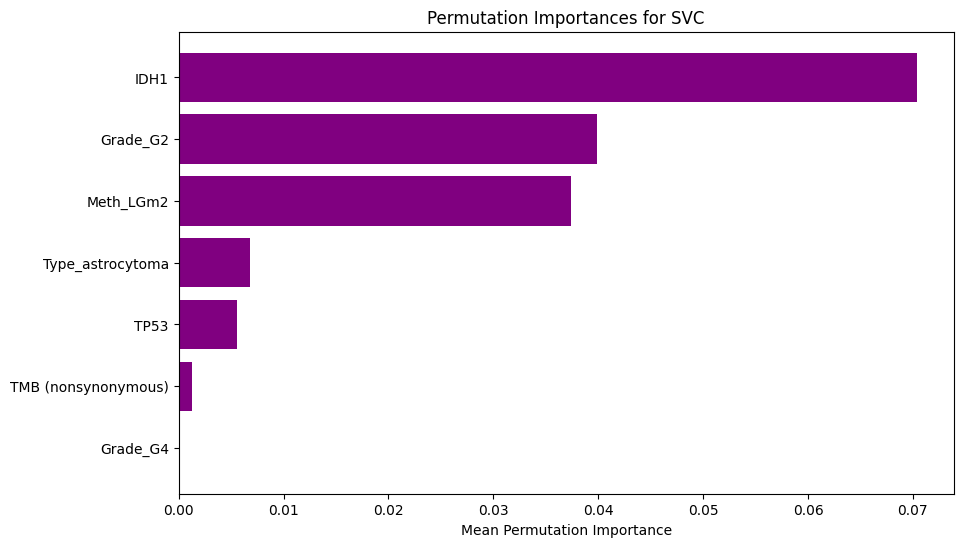 Permutation Importances for SVC
IDH1
Grade_G2
Meth_LGm2
Type_astrocytoma
TP53
TMB (nonsynonymous)
Grade_G4
0.00 0.01 0.02 0.03 0.04 0.05 0.06 0.07
Mean Permutation Importance